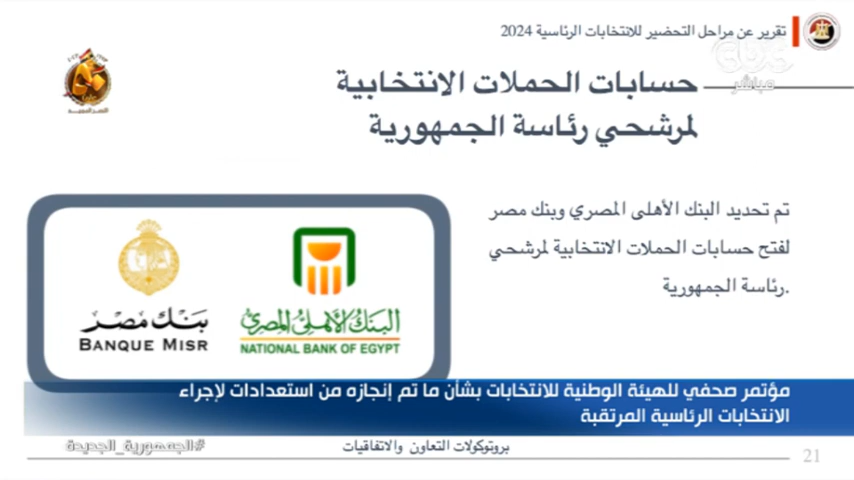 تقرير عن مراحل التحضير للانتخابات الرئاسية 2024
cbc
مباشر
حسابات الحملات الانتخابية
لمرشحي رئاسة الجمهورية
تم تحديد البنك الأهلى المصري وبنك مصر
لفتح حسابات الحملات الانتخابية لمرشحي
رئاسة الجمهورية.
بنك مصر
BANQUE MISR
البنك الأهلي المصري
NATIONAL BANK OF EGYPT
مؤتمر صحفي للهيئة الوطنية للانتخابات بشأن ما تم إنجازه من استعدادات لإجراء
الانتخابات الرئاسية المرتقبة
بروتوكولات التعاون والاتفاقيات
#الجمهورية_الجديدة
21